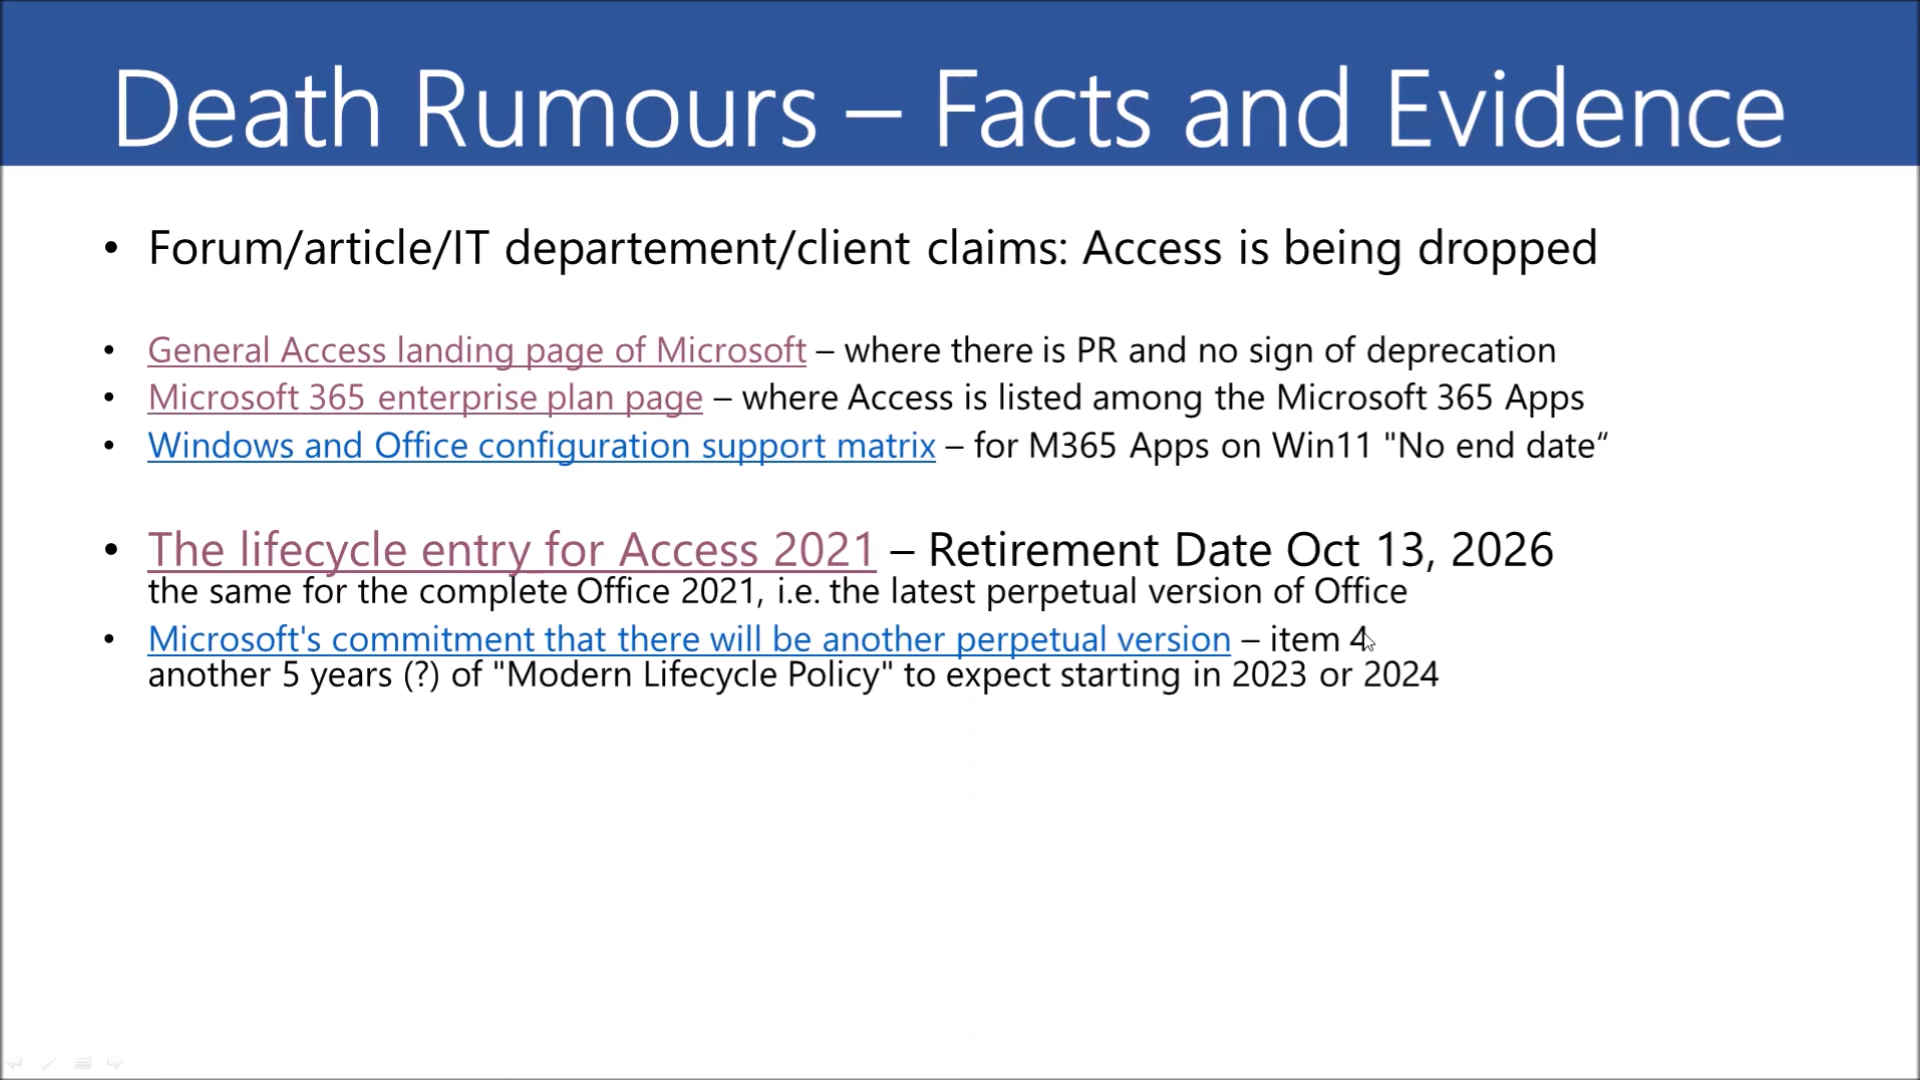 Death Rumours – Facts and Evidence
• Forum/article/IT departement/client claims: Access is being dropped
• General Access landing page of Microsoft – where there is PR and no sign of deprecation
• Microsoft 365 enterprise plan page – where Access is listed among the Microsoft 365 Apps
• Windows and Office configuration support matrix – for M365 Apps on Win11 "No end date“
• The lifecycle entry for Access 2021 – Retirement Date Oct 13, 2026
the same for the complete Office 2021, i.e. the latest perpetual version of Office
• Microsoft's commitment that there will be another perpetual version – item 4
another 5 years (?) of "Modern Lifecycle Policy" to expect starting in 2023 or 2024